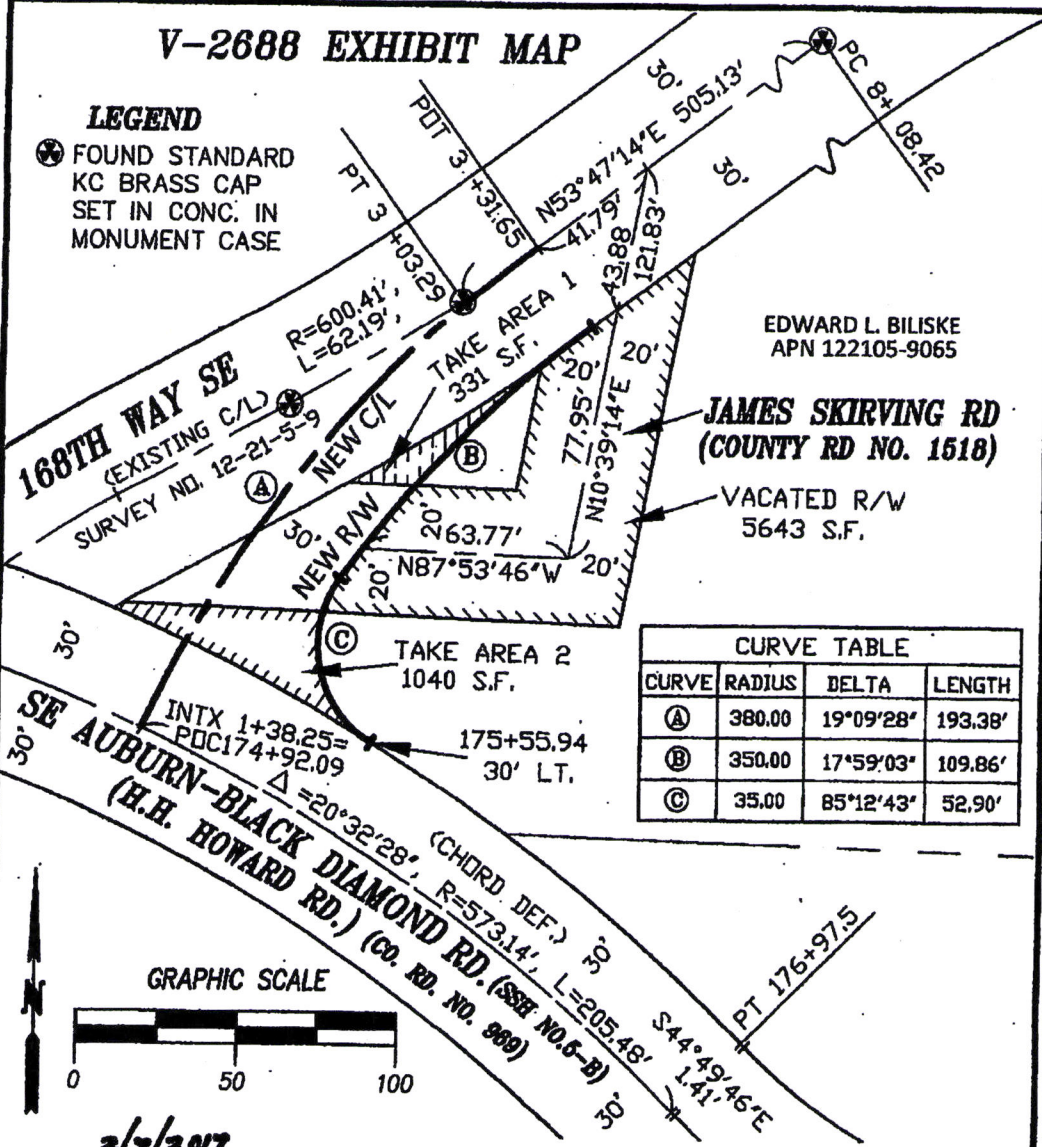 V-2688 EXHIBIT MAP
LEGEND
FOUND STANDARD
KC BRASS CAP
SET IN CONC. IN
MONUMENT CASE
PT 3 +03.29
POT 3 +31.65
N53°47'14"E 505.13'
41.79'
30'
30'
PC 8+ 08.42
43.88
121.83'
R=600.41',
L=62.19',
168TH WAY SE
(EXISTING C/L)
SURVEY NO. 12-21-5-9
A
NEW C/L
TAKE AREA 1
331 S.F.
B
20'
20'
77.95'
N10°39'14"E
EDWARD L. BILISKE
APN 122105-9065
JAMES SKIRVING RD
(COUNTY RD NO. 1518)
VACATED R/W
5643 S.F.
30'
NEW R/W
20'
263.77'
N87°53'46"W
20'
20'
C
TAKE AREA 2
1040 S.F.
30'
30'
INTX 1+38.25=
POC174+92.09
175+55.94
30' LT.
CURVE TABLE
CURVE RADIUS DELTA LENGTH
A 380.00 19°09'28" 193.38'
B 350.00 17°59'03" 109.86'
C 35.00 85°12'43" 52.90'
Δ =20°32'28", R=573.14', L=205.48'
(CHORD DEF.)
SE AUBURN-BLACK DIAMOND RD. (SSH NO.5-B)
(H.H. HOWARD RD.) (CO. RD. NO. 969)
30'
30'
S44°49'46"E
1.41'
PT 176+97.5
N
GRAPHIC SCALE
0 50 100